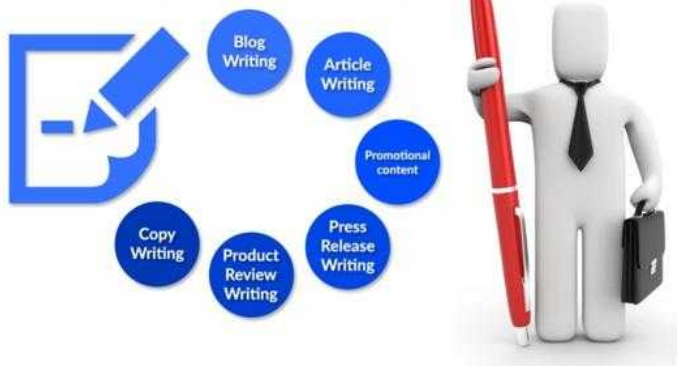 Blog
Writing
Article
Writing
Promotional
content
Press
Release
Writing
Product
Review
Writing
Copy
Writing